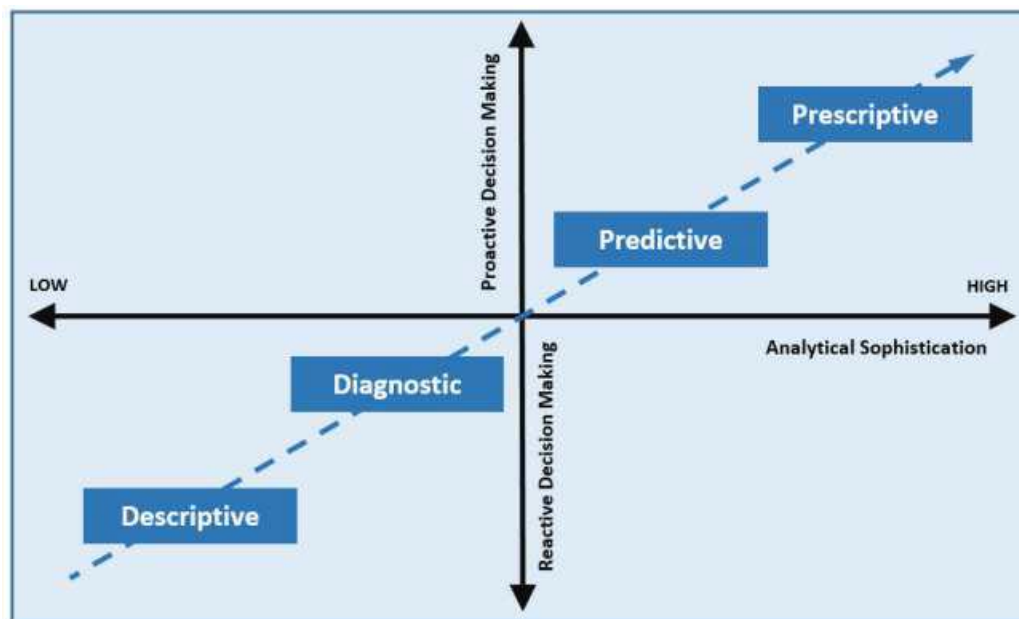 Proactive Decision Making
Prescriptive
Predictive
LOW
HIGH
Analytical Sophistication
Diagnostic
Reactive Decision Making
Descriptive